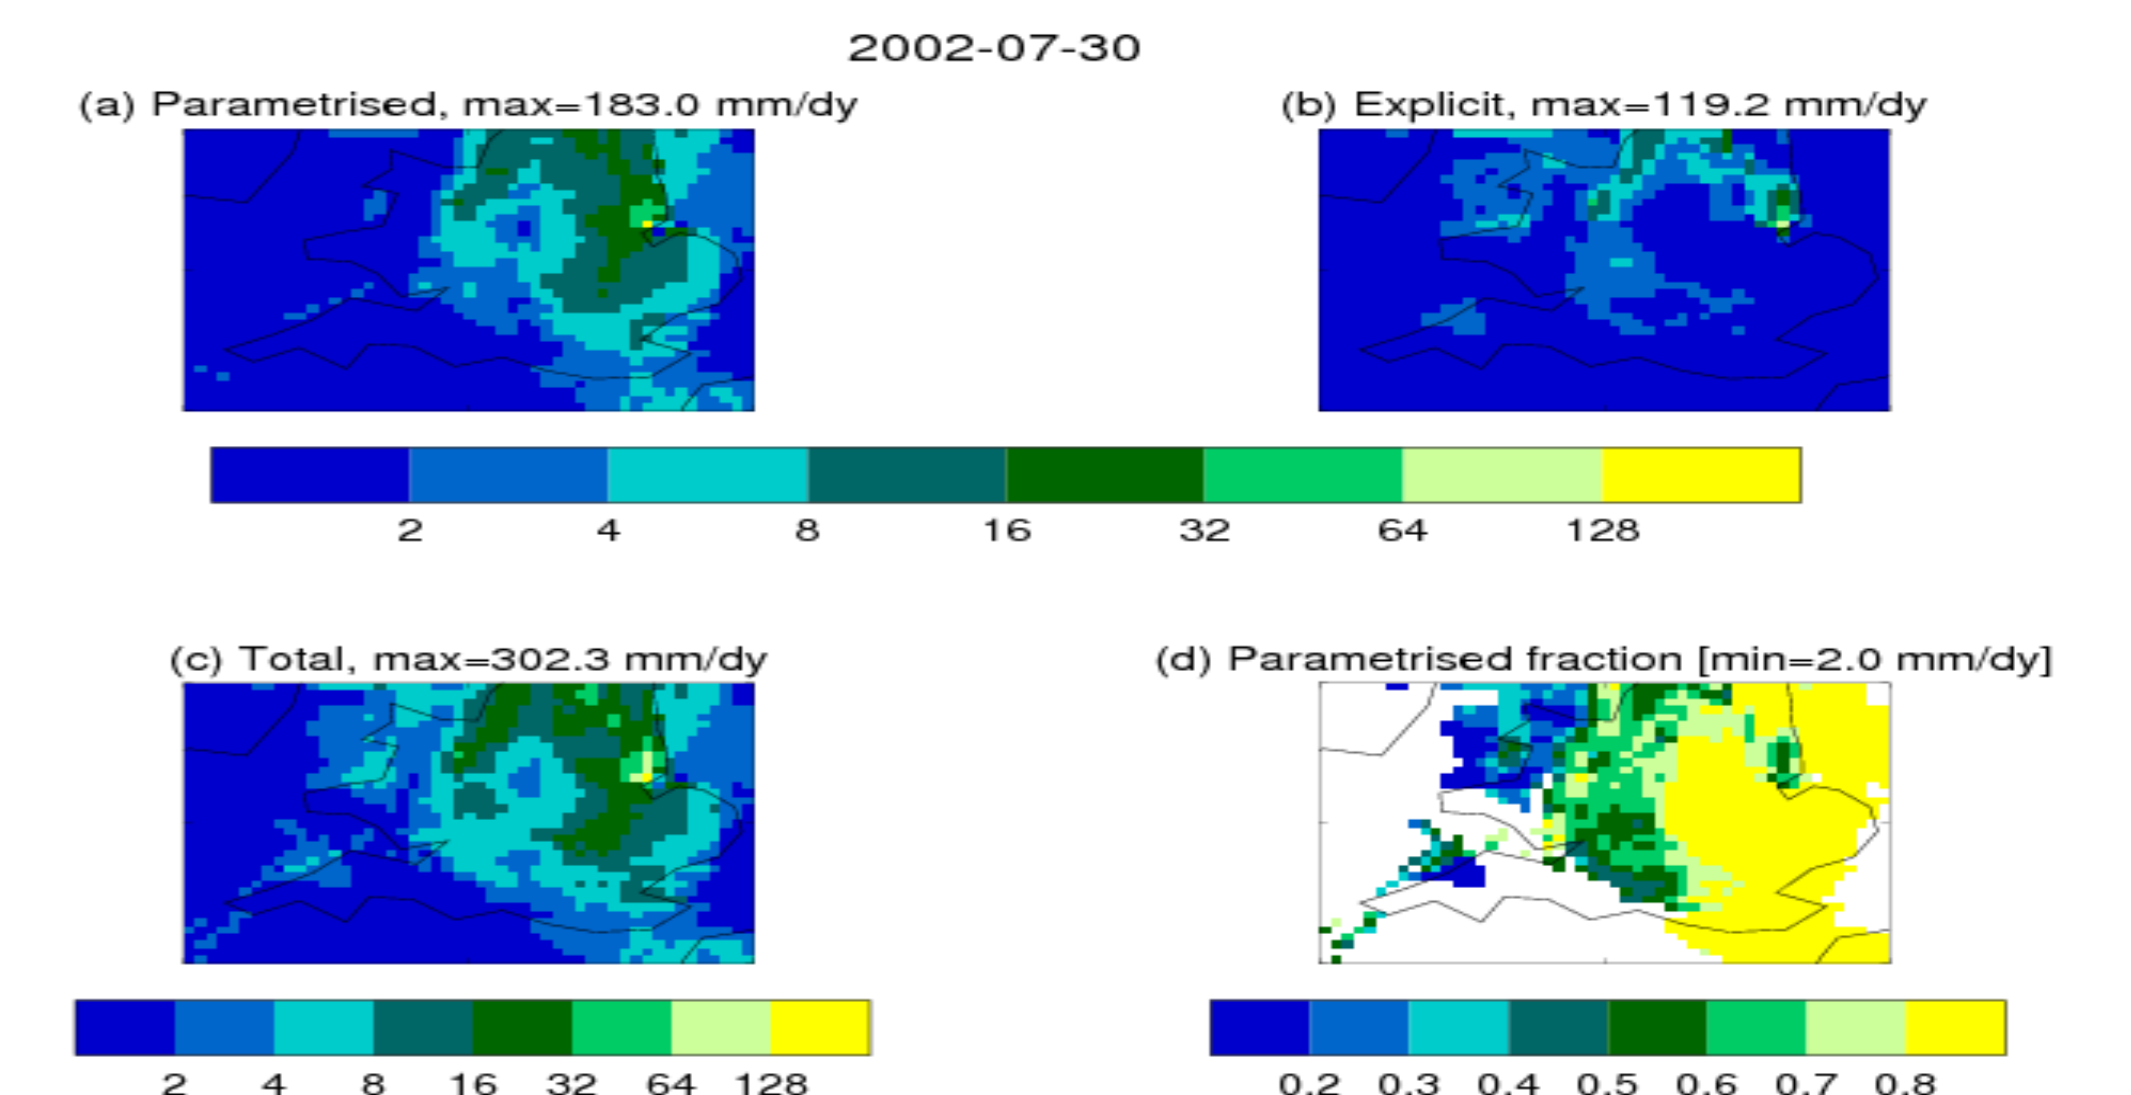 2002-07-30
(a) Parametrised, max=183.0 mm/dy
(b) Explicit, max=119.2 mm/dy
2 4 8 16 32 64 128
(c) Total, max=302.3 mm/dy
(d) Parametrised fraction [min=2.0 mm/dy]
2 4 8 16 32 64 128
0.2 0.3 0.4 0.5 0.6 0.7 0.8